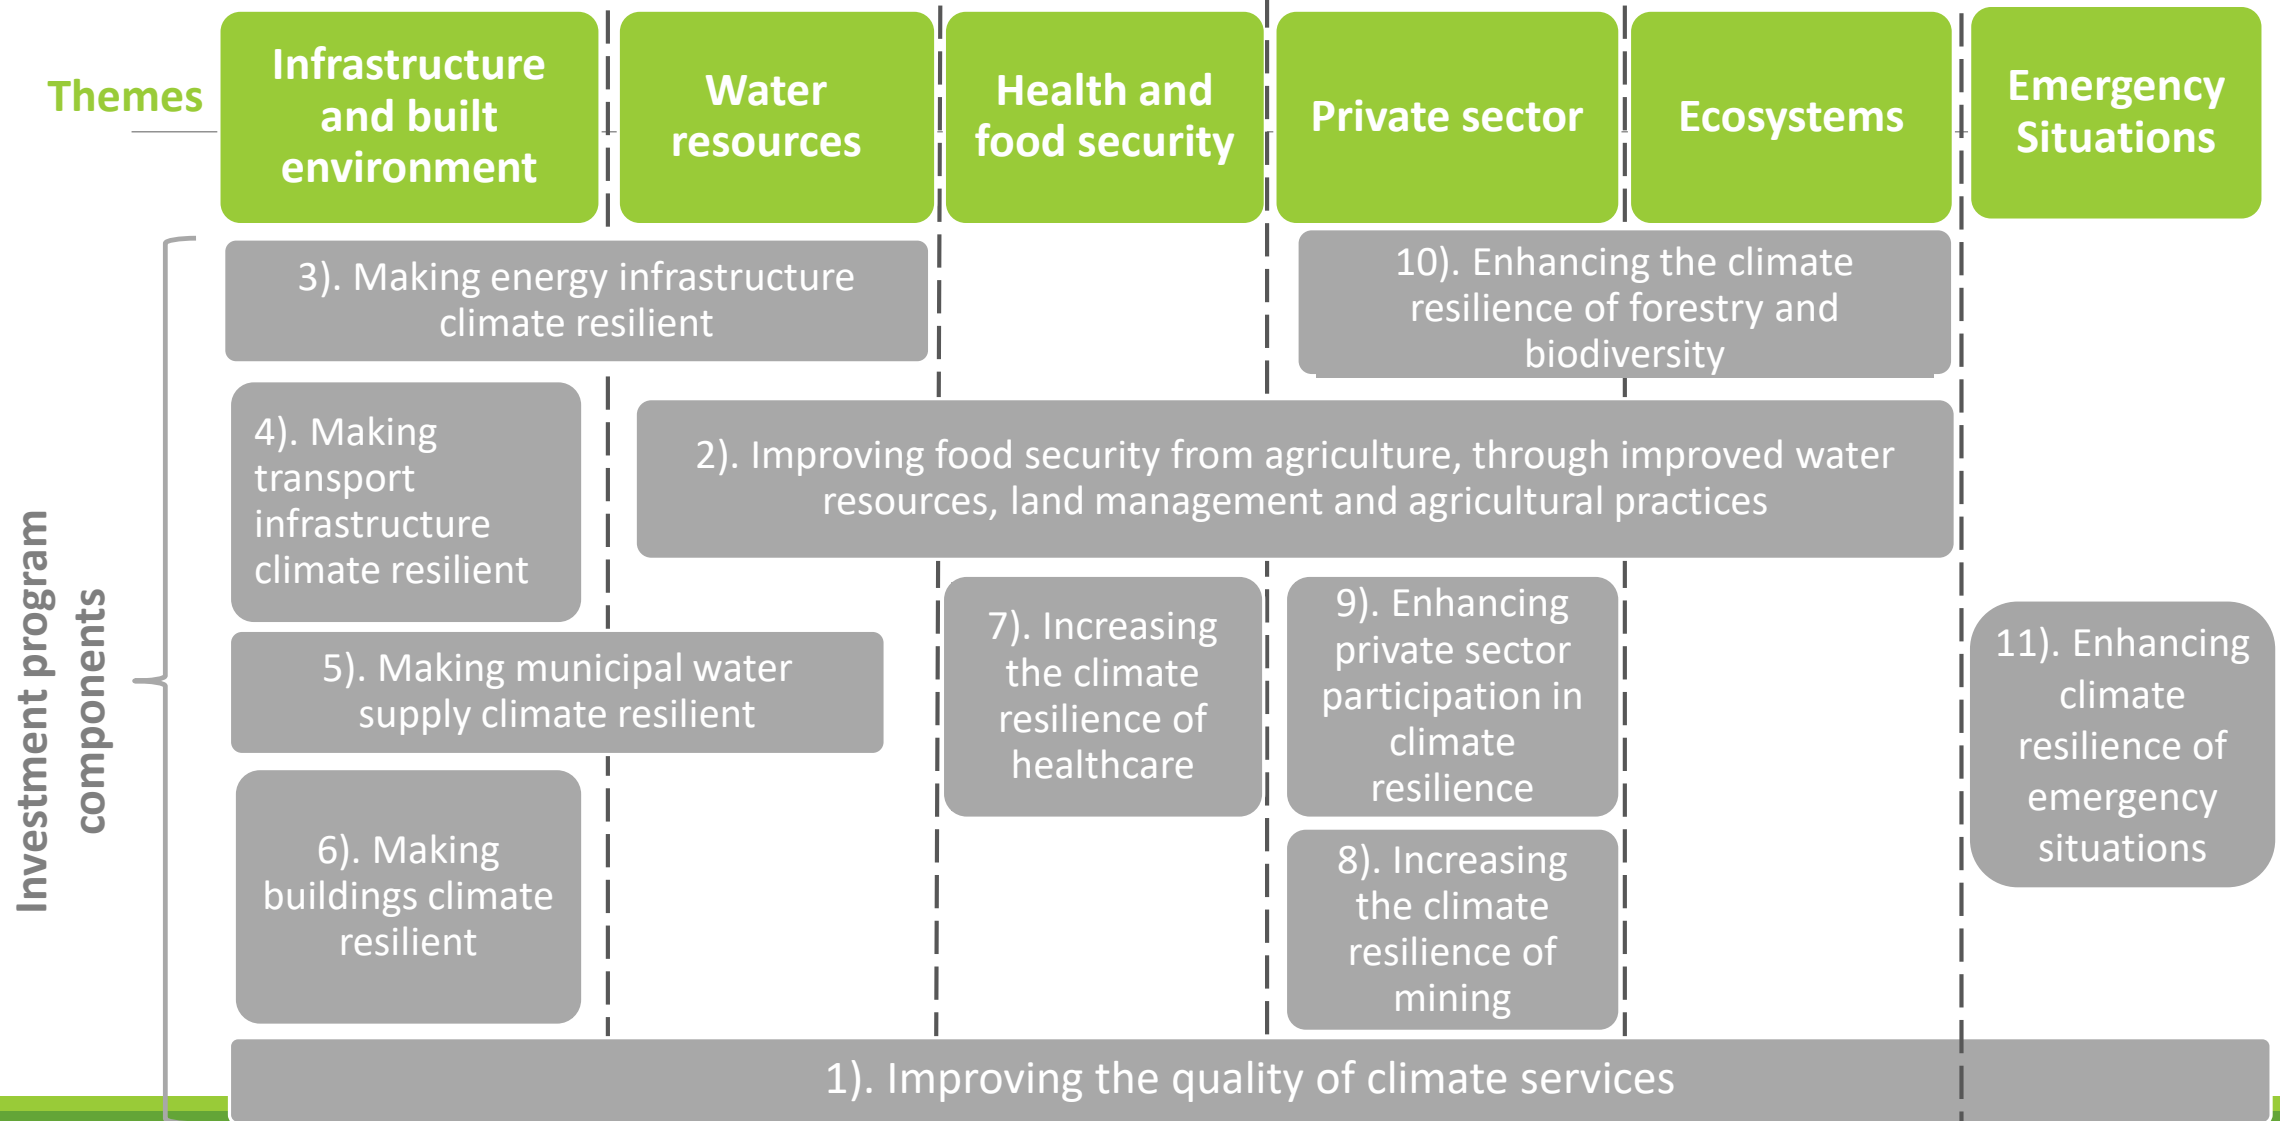 Themes
Infrastructure
and built
environment
Water
resources
Health and
food security
Private sector
Ecosystems
Emergency
Situations
Investment program
components
3). Making energy infrastructure
climate resilient
10). Enhancing the climate
resilience of forestry and
biodiversity
4). Making
transport
infrastructure
climate resilient
2). Improving food security from agriculture, through improved water
resources, land management and agricultural practices
5). Making municipal water
supply climate resilient
7). Increasing
the climate
resilience of
healthcare
9). Enhancing
private sector
participation in
climate
resilience
11). Enhancing
climate
resilience of
emergency
situations
6). Making
buildings climate
resilient
8). Increasing
the climate
resilience of
mining
1). Improving the quality of climate services